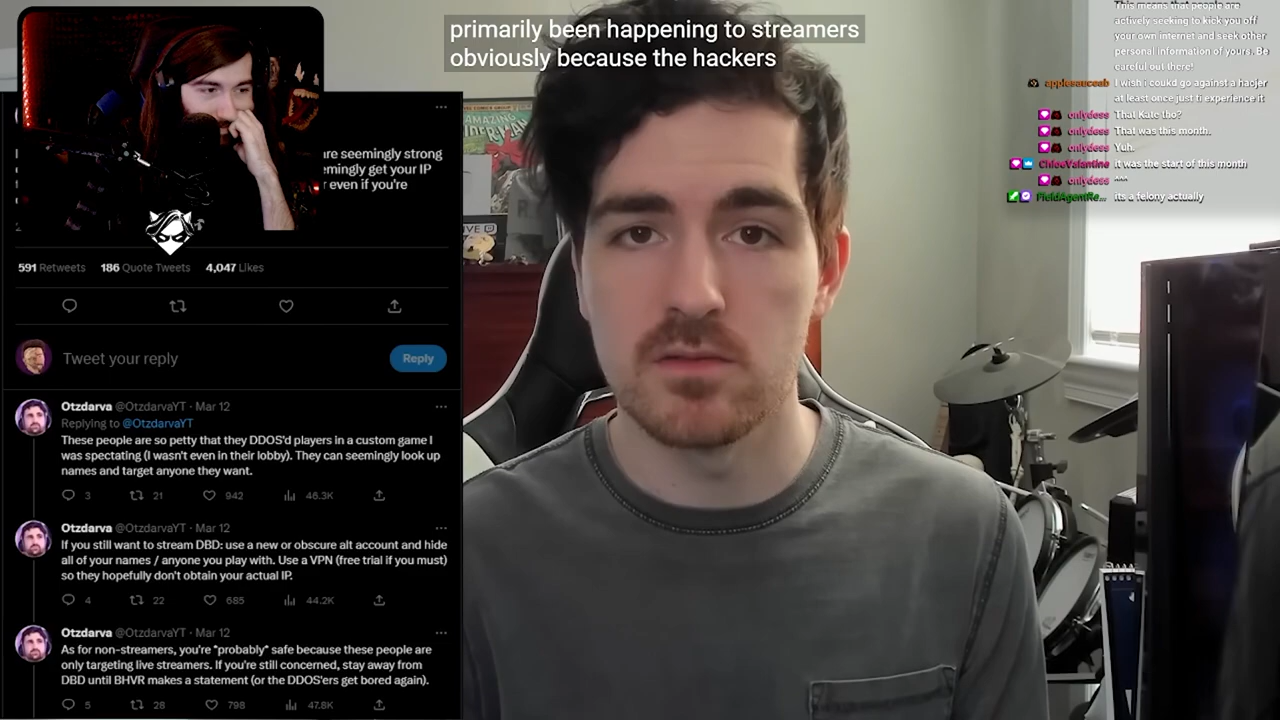 primarily been happening to streamers
obviously because the hackers
This means that people are
actively seeking to kick you off
your own internet and seek other
personal information of yours. Be
careful out there!
applesauceab I wish i coukd go against a hacjer
at least once just ti experience it
onlydess That Kate tho?
onlydess That was this month.
onlydess Yuh.
ChloeValantine it was the start of this month
onlydess ^^^
FieldAgentRe... its a felony actually
are seemingly strong
emingly get your IP
r even if you're
591 Retweets 186 Quote Tweets 4,047 Likes
Tweet your reply
Reply
Otzdarva @OtzdarvaYT · Mar 12
Replying to @OtzdarvaYT
These people are so petty that they DDOS'd players in a custom game I
was spectating (I wasn't even in their lobby). They can seemingly look up
names and target anyone they want.
3 21 942 46.3K
Otzdarva @OtzdarvaYT · Mar 12
If you still want to stream DBD: use a new or obscure alt account and hide
all of your names / anyone you play with. Use a VPN (free trial if you must)
so they hopefully don't obtain your actual IP.
4 22 685 44.2K
Otzdarva @OtzdarvaYT · Mar 12
As for non-streamers, you're *probably* safe because these people are
only targeting live streamers. If you're still concerned, stay away from
DBD until BHVR makes a statement (or the DDOS'ers get bored again).
5 28 798 47.8K
AMAZING